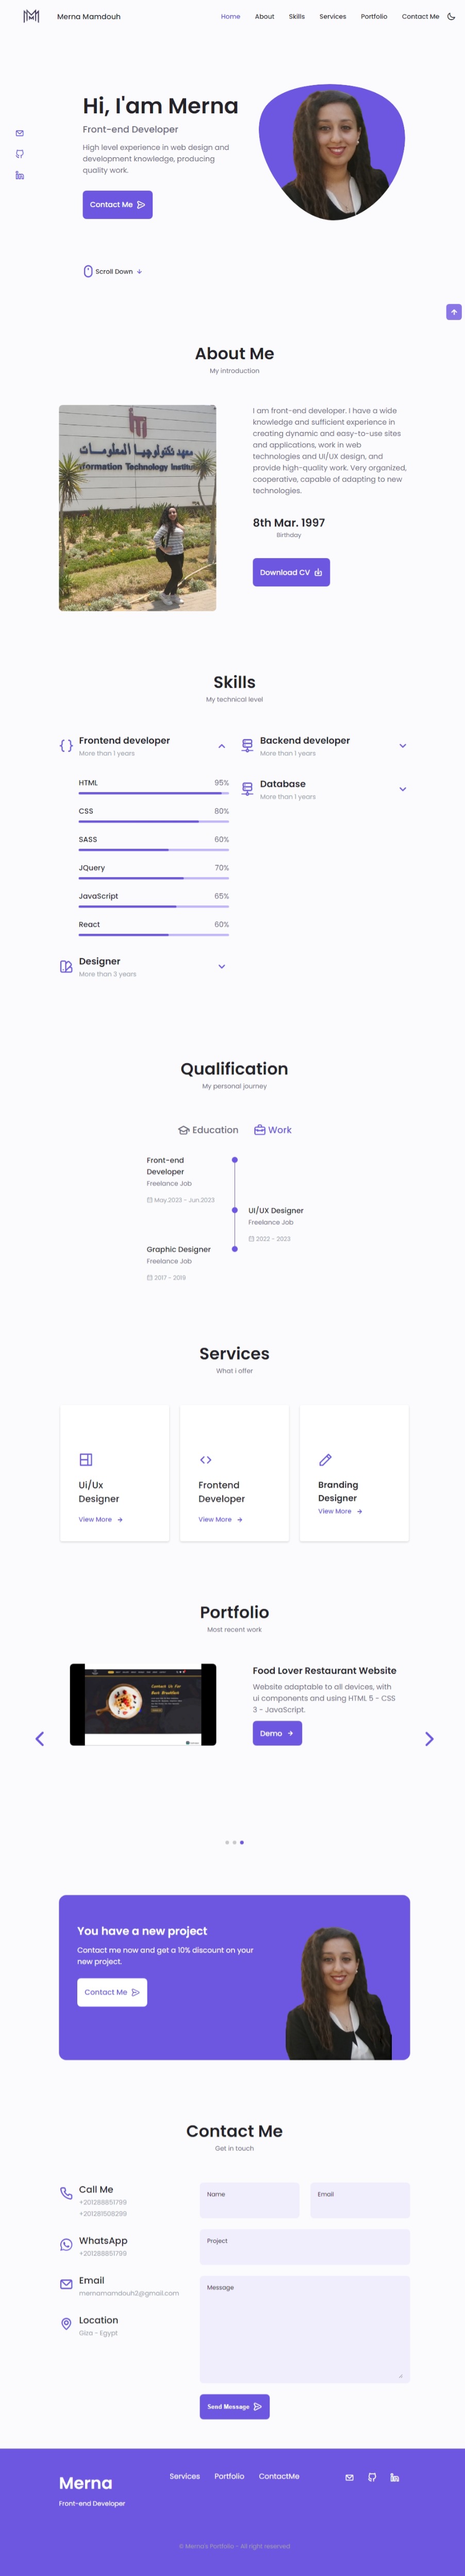 Merna Mamdouh
Home About Skills Services Portfolio Contact Me
Hi, I'am Merna
Front-end Developer
High level experience in web design and
development knowledge, producing
quality work.
Contact Me
Scroll Down
About Me
My introduction
معهد تكنولوجيا المعلومات
Information Technology Institu
I am front-end developer. I have a wide
knowledge and sufficient experience in
creating dynamic and easy-to-use sites
and applications, work in web
technologies and UI/UX design, and
provide high-quality work. Very organized,
cooperative, capable of adapting to new
technologies.
8th Mar. 1997
Birthday
Download CV
Skills
My technical level
Frontend developer
More than 1 years
HTML 95%
CSS 80%
SASS 60%
JQuery 70%
JavaScript 65%
React 60%
Designer
More than 3 years
Backend developer
More than 1 years
Database
More than 1 years
Qualification
My personal journey
Education Work
Front-end
Developer
Freelance Job
May.2023 - Jun.2023
UI/UX Designer
Freelance Job
2022 - 2023
Graphic Designer
Freelance Job
2017 - 2019
Services
What i offer
Ui/Ux
Designer
View More
Frontend
Developer
View More
Branding
Designer
View More
Portfolio
Most recent work
Contact Us For
Best Breakfast
Food Lover Restaurant Website
Website adaptable to all devices, with
ui components and using HTML 5 - CSS
3 - JavaScript.
Demo
You have a new project
Contact me now and get a 10% discount on your
new project.
Contact Me
Contact Me
Get in touch
Call Me
+201288851799
+201281508299
WhatsApp
+201288851799
Email
mernamamdouh2@gmail.com
Location
Giza - Egypt
Name
Email
Project
Message
Send Message
Merna
Front-end Developer
Services Portfolio ContactMe
© Merna's Portfolio - All right reserved